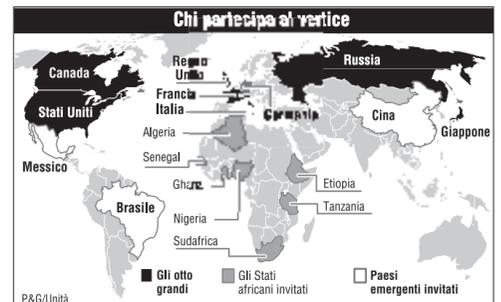 Chi partecipa al vertice
Canada
Stati Uniti
Messico
Regno
Unito
Francia
Italia
Germania
Russia
Cina
Giappone
Algeria
Senegal
Ghana
Nigeria
Sudafrica
Brasile
Etiopia
Tanzania
Gli otto
grandi
Gli Stati
africani invitati
Paesi
emergenti invitati
P&G/Unità